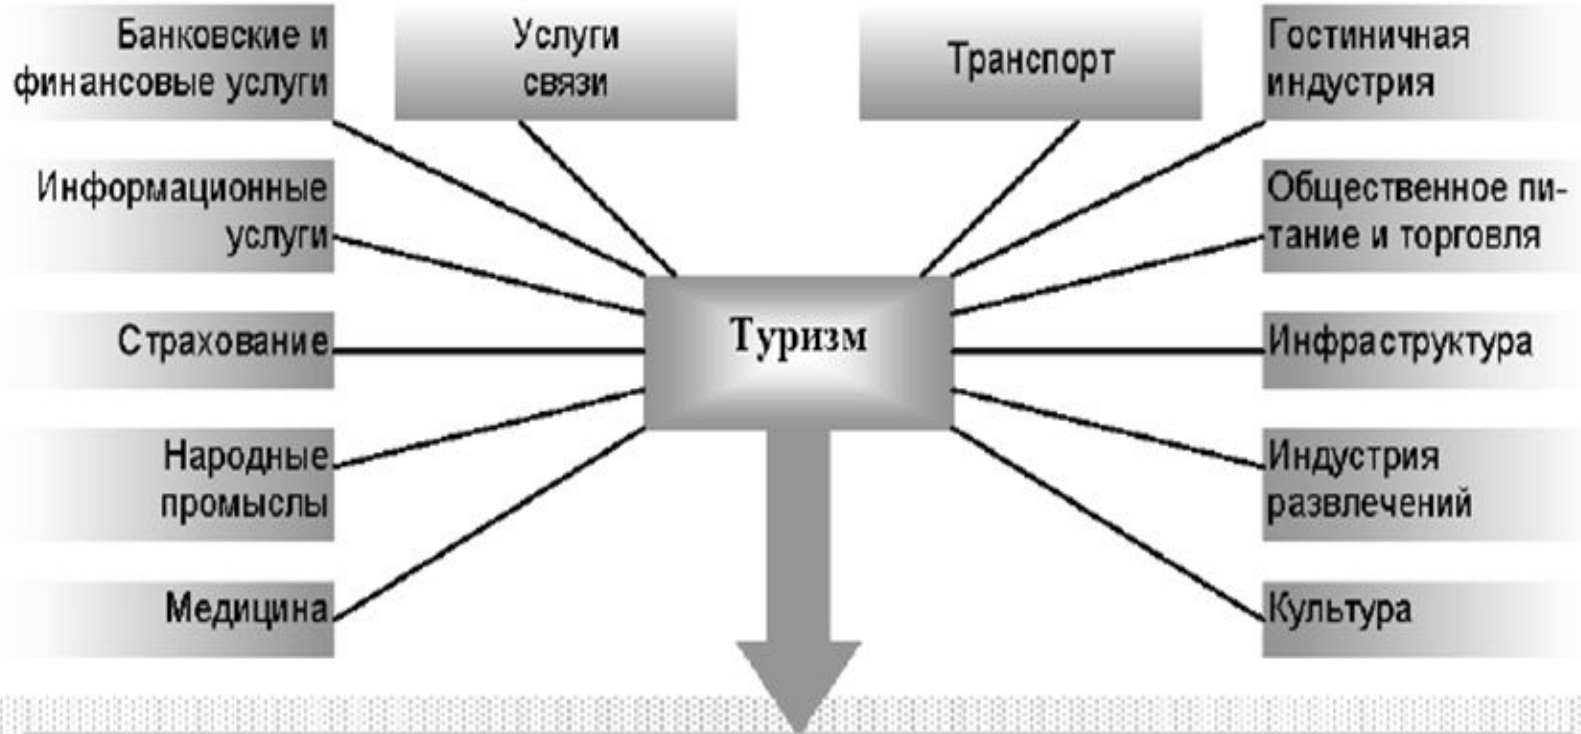 Банковские и
финансовые услуги
Услуги
связи
Транспорт
Гостиничная
индустрия
Информационные
услуги
Общественное пи-
тание и торговля
Страхование
Туризм
Инфраструктура
Народные
промыслы
Индустрия
развлечений
Медицина
Культура